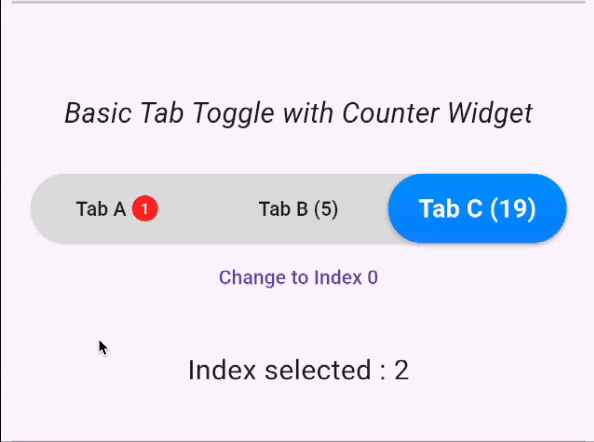 Basic Tab Toggle with Counter Widget
Tab A 1 Tab B (5) Tab C (19)
Change to Index 0
Index selected : 2